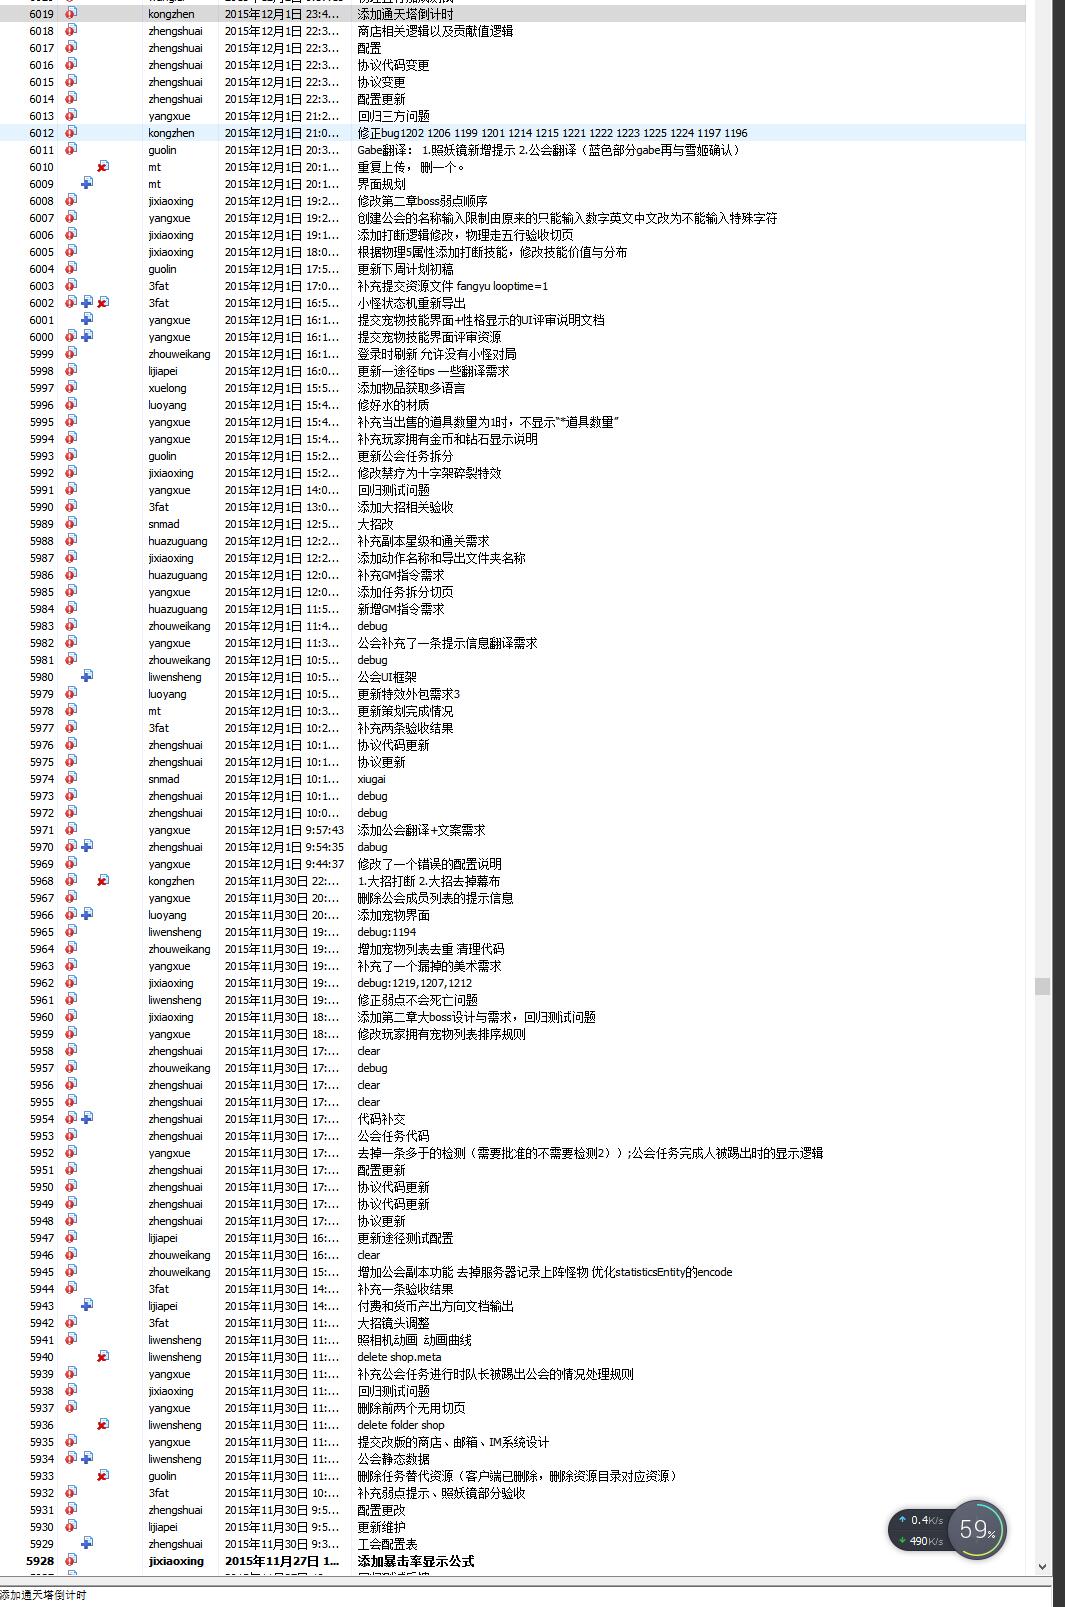 6019 kongzhen 2015年12月1日 23:4... 添加通天塔倒计时
6018 zhengshuai 2015年12月1日 22:3... 商店相关逻辑以及贡献值逻辑
6017 zhengshuai 2015年12月1日 22:3... 配置
6016 zhengshuai 2015年12月1日 22:3... 协议代码变更
6015 zhengshuai 2015年12月1日 22:3... 协议变更
6014 zhengshuai 2015年12月1日 22:3... 配置更新
6013 yangxue 2015年12月1日 21:2... 回归三方问题
6012 kongzhen 2015年12月1日 21:0... 修正bug1202 1206 1199 1201 1214 1215 1221 1222 1223 1225 1224 1197 1196
6011 guolin 2015年12月1日 20:3... Gabe翻译： 1.照妖镜新增提示 2.公会翻译（蓝色部分gabe再与雪姬确认）
6010 mt 2015年12月1日 20:1... 重复上传， 删一个。
6009 mt 2015年12月1日 20:1... 界面规划
6008 jixiaoxing 2015年12月1日 19:2... 修改第二章boss弱点顺序
6007 yangxue 2015年12月1日 19:2... 创建公会的名称输入限制由原来的只能输入数字英文中文改为不能输入特殊字符
6006 jixiaoxing 2015年12月1日 19:1... 添加打断逻辑修改，物理走五行验收切页
6005 jixiaoxing 2015年12月1日 18:0... 根据物理5属性添加打断技能，修改技能价值与分布
6004 guolin 2015年12月1日 17:5... 更新下周计划初稿
6003 3fat 2015年12月1日 17:0... 补充提交资源文件 fangyu looptime=1
6002 3fat 2015年12月1日 16:5... 小怪状态机重新导出
6001 yangxue 2015年12月1日 16:1... 提交宠物技能界面+性格显示的UI评审说明文档
6000 yangxue 2015年12月1日 16:1... 提交宠物技能界面评审资源
5999 zhouweikang 2015年12月1日 16:1... 登录时刷新 允许没有小怪对局
5998 lijiapei 2015年12月1日 16:0... 更新一途径tips 一些翻译需求
5997 xuelong 2015年12月1日 15:5... 添加物品获取多语言
5996 luoyang 2015年12月1日 15:4... 修好水的材质
5995 yangxue 2015年12月1日 15:4... 补充当出售的道具数量为1时，不显示“*道具数量”
5994 yangxue 2015年12月1日 15:4... 补充玩家拥有金币和钻石显示说明
5993 guolin 2015年12月1日 15:2... 更新公会任务拆分
5992 jixiaoxing 2015年12月1日 15:2... 修改禁疗为十字架碎裂特效
5991 yangxue 2015年12月1日 14:0... 回归测试问题
5990 3fat 2015年12月1日 13:0... 添加大招相关验收
5989 snmad 2015年12月1日 12:5... 大招改
5988 huazuguang 2015年12月1日 12:2... 补充副本星级和通关需求
5987 jixiaoxing 2015年12月1日 12:2... 添加动作名称和导出文件夹名称
5986 huazuguang 2015年12月1日 12:0... 补充GM指令需求
5985 yangxue 2015年12月1日 12:0... 添加任务拆分切页
5984 huazuguang 2015年12月1日 11:5... 新增GM指令需求
5983 zhouweikang 2015年12月1日 11:4... debug
5982 yangxue 2015年12月1日 11:3... 公会补充了一条提示信息翻译需求
5981 zhouweikang 2015年12月1日 10:5... debug
5980 liwensheng 2015年12月1日 10:5... 公会UI框架
5979 luoyang 2015年12月1日 10:5... 更新特效外包需求3
5978 mt 2015年12月1日 10:3... 更新策划完成情况
5977 3fat 2015年12月1日 10:2... 补充两条验收结果
5976 zhengshuai 2015年12月1日 10:1... 协议代码更新
5975 zhengshuai 2015年12月1日 10:1... 协议更新
5974 snmad 2015年12月1日 10:1... xiugai
5973 zhengshuai 2015年12月1日 10:1... debug
5972 zhengshuai 2015年12月1日 10:0... debug
5971 yangxue 2015年12月1日 9:57:43 添加公会翻译+文案需求
5970 zhengshuai 2015年12月1日 9:54:35 dabug
5969 yangxue 2015年12月1日 9:44:37 修改了一个错误的配置说明
5968 kongzhen 2015年11月30日 22:... 1.大招打断 2.大招去掉幕布
5967 yangxue 2015年11月30日 20:... 删除公会成员列表的提示信息
5966 luoyang 2015年11月30日 20:... 添加宠物界面
5965 liwensheng 2015年11月30日 19:... debug:1194
5964 zhouweikang 2015年11月30日 19:... 增加宠物列表去重 清理代码
5963 yangxue 2015年11月30日 19:... 补充了一个漏掉的美术需求
5962 jixiaoxing 2015年11月30日 19:... debug:1219,1207,1212
5961 liwensheng 2015年11月30日 19:... 修正弱点不会死亡问题
5960 jixiaoxing 2015年11月30日 18:... 添加第二章大boss设计与需求，回归测试问题
5959 yangxue 2015年11月30日 18:... 修改玩家拥有宠物列表排序规则
5958 zhengshuai 2015年11月30日 17:... clear
5957 zhouweikang 2015年11月30日 17:... debug
5956 zhengshuai 2015年11月30日 17:... clear
5955 zhengshuai 2015年11月30日 17:... clear
5954 zhengshuai 2015年11月30日 17:... 代码补交
5953 zhengshuai 2015年11月30日 17:... 公会任务代码
5952 yangxue 2015年11月30日 17:... 去掉一条多于的检测（需要批准的不需要检测2））;公会任务完成人被踢出时的显示逻辑
5951 zhengshuai 2015年11月30日 17:... 配置更新
5950 zhengshuai 2015年11月30日 17:... 协议代码更新
5949 zhengshuai 2015年11月30日 17:... 协议代码更新
5948 zhengshuai 2015年11月30日 17:... 协议更新
5947 lijiapei 2015年11月30日 16:... 更新途径测试配置
5946 zhouweikang 2015年11月30日 16:... clear
5945 zhouweikang 2015年11月30日 15:... 增加公会副本功能 去掉服务器记录上阵怪物 优化statisticsEntity的encode
5944 3fat 2015年11月30日 14:... 补充一条验收结果
5943 lijiapei 2015年11月30日 14:... 付费和货币产出方向文档输出
5942 3fat 2015年11月30日 11:... 大招镜头调整
5941 liwensheng 2015年11月30日 11:... 照相机动画 动画曲线
5940 liwensheng 2015年11月30日 11:... delete shop.meta
5939 yangxue 2015年11月30日 11:... 补充公会任务进行时队长被踢出公会的情况处理规则
5938 jixiaoxing 2015年11月30日 11:... 回归测试问题
5937 yangxue 2015年11月30日 11:... 删除前两个无用切页
5936 liwensheng 2015年11月30日 11:... delete folder shop
5935 yangxue 2015年11月30日 11:... 提交改版的商店、邮箱、IM系统设计
5934 liwensheng 2015年11月30日 11:... 公会静态数据
5933 guolin 2015年11月30日 11:... 删除任务替代资源（客户端已删除，删除资源目录对应资源）
5932 3fat 2015年11月30日 10:... 补充弱点提示、照妖镜部分验收
5931 zhengshuai 2015年11月30日 9:5... 配置更改
5930 lijiapei 2015年11月30日 9:5... 更新维护
5929 zhengshuai 2015年11月30日 9:3... 工会配置表
5928 jixiaoxing 2015年11月27日 1... 添加暴击率显示公式
0.4K/s
490K/s
59%
添加通天塔倒计时